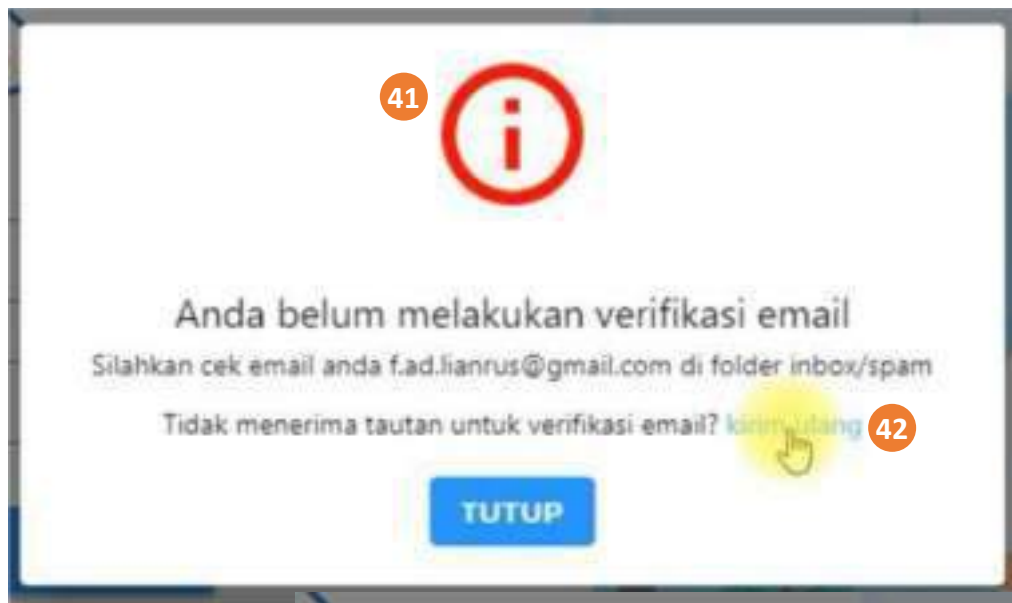 41
i
Anda belum melakukan verifikasi email
Silahkan cek email anda f.ad.lianrus@gmail.com di folder inbox/spam
Tidak menerima tautan untuk verifikasi email? kirim ulang 42
TUTUP